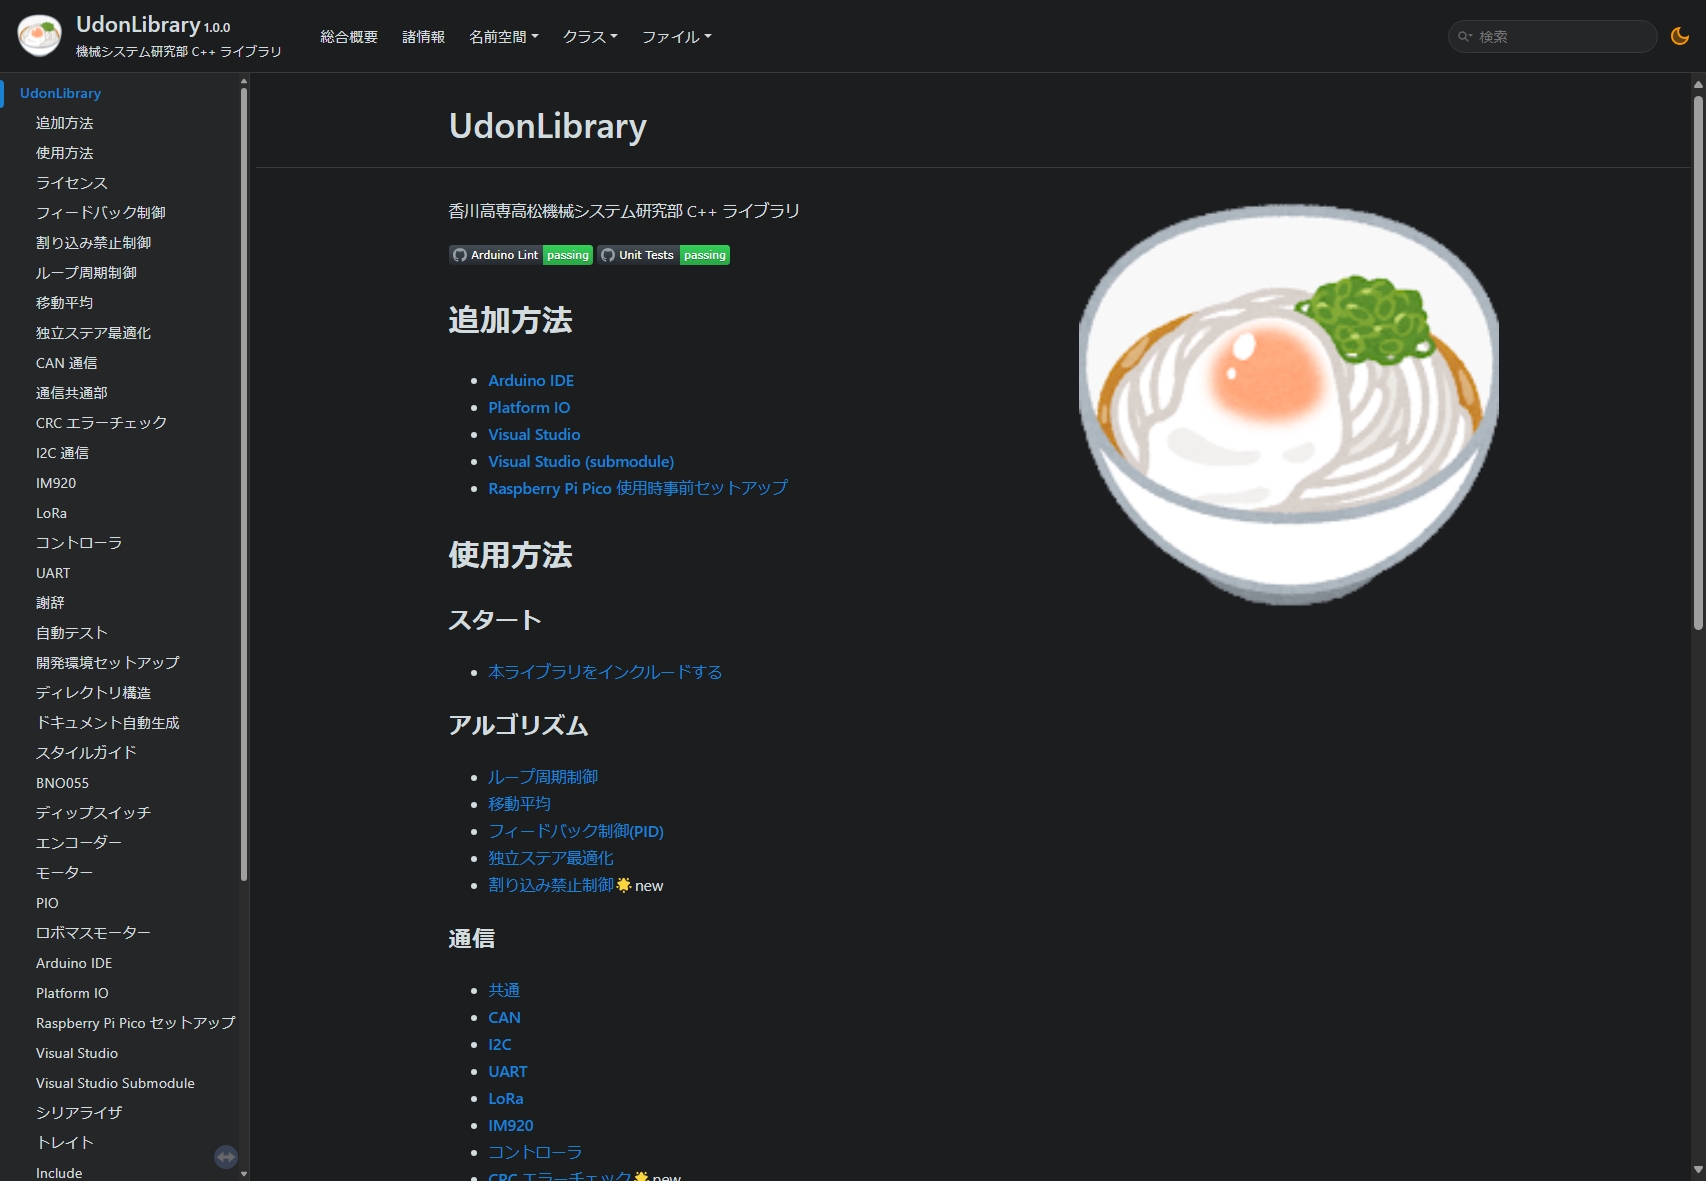 UdonLibrary 1.0.0
機械システム研究部 C++ ライブラリ
総合概要 諸情報 名前空間 クラス ファイル
検索
UdonLibrary
追加方法
使用方法
ライセンス
フィードバック制御
割り込み禁止制御
ループ周期制御
移動平均
独立ステア最適化
CAN 通信
通信共通部
CRC エラーチェック
I2C 通信
IM920
LoRa
コントローラ
UART
謝辞
自動テスト
開発環境セットアップ
ディレクトリ構造
ドキュメント自動生成
スタイルガイド
BNO055
ディップスイッチ
エンコーダー
モーター
PIO
ロボマスモーター
Arduino IDE
Platform IO
Raspberry Pi Pico セットアップ
Visual Studio
Visual Studio Submodule
シリアライザ
トレイト
Include
UdonLibrary
香川高専高松機械システム研究部 C++ ライブラリ
Arduino Lint passing Unit Tests passing
追加方法
Arduino IDE
Platform IO
Visual Studio
Visual Studio (submodule)
Raspberry Pi Pico 使用時事前セットアップ
使用方法
スタート
本ライブラリをインクルードする
アルゴリズム
ループ周期制御
移動平均
フィードバック制御(PID)
独立ステア最適化
割り込み禁止制御🌟new
通信
共通
CAN
I2C
UART
LoRa
IM920
コントローラ
CRC エラーチェック🌟new